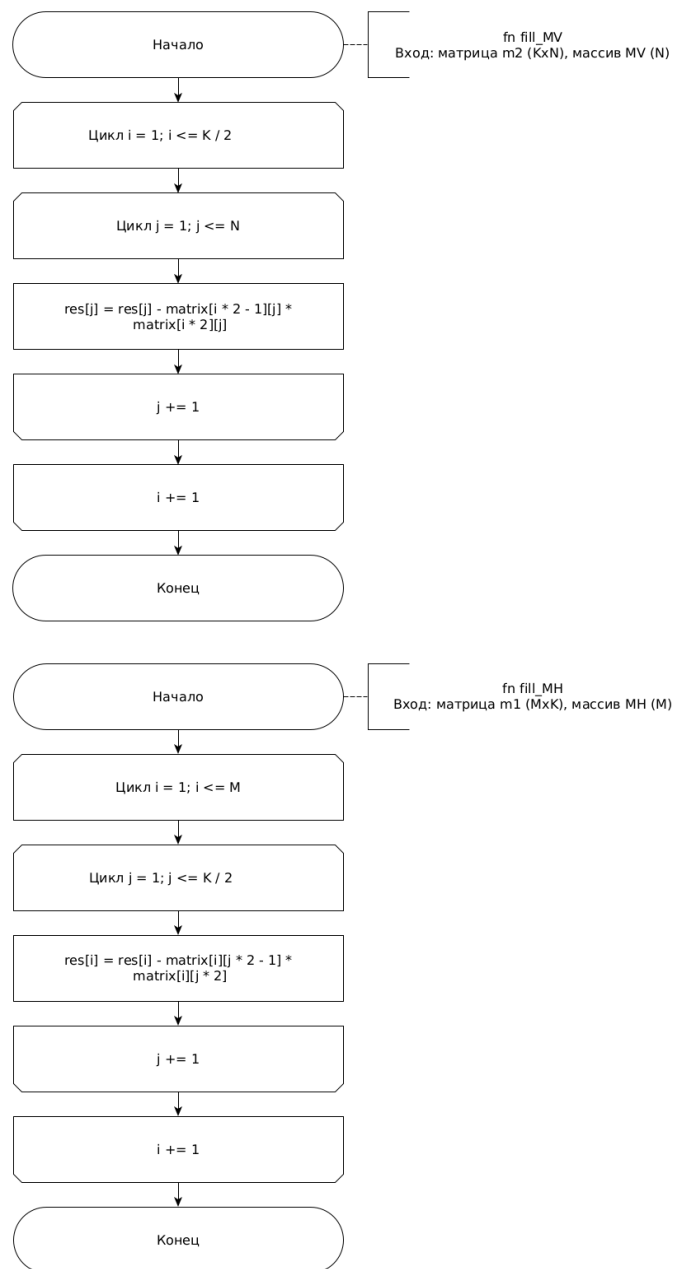 Начало
fn fill_MV
Вход: матрица m2 (KxN), массив MV (N)
Цикл i = 1; i <= K / 2
Цикл j = 1; j <= N
res[j] = res[j] - matrix[i * 2 - 1][j] *
matrix[i * 2][j]
j += 1
i += 1
Конец
Начало
fn fill_MH
Вход: матрица m1 (MxK), массив MH (M)
Цикл i = 1; i <= M
Цикл j = 1; j <= K / 2
res[i] = res[i] - matrix[i][j * 2 - 1] *
matrix[i][j * 2]
j += 1
i += 1
Конец